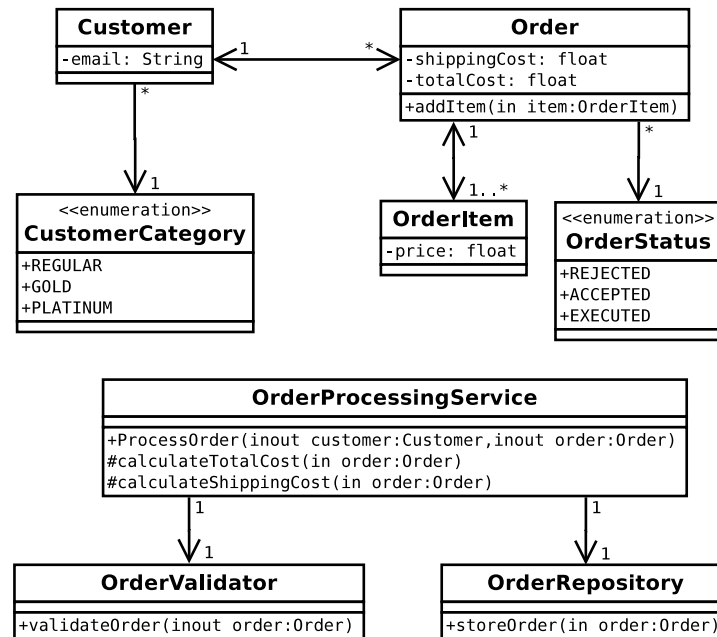 Customer
-email: String
1
*
Order
-shippingCost: float
-totalCost: float
+addItem(in item:OrderItem)
*
1
<<enumeration>>
CustomerCategory
+REGULAR
+GOLD
+PLATINUM
1
1..*
OrderItem
-price: float
*
1
<<enumeration>>
OrderStatus
+REJECTED
+ACCEPTED
+EXECUTED
OrderProcessingService
+ProcessOrder(inout customer:Customer,inout order:Order)
#calculateTotalCost(in order:Order)
#calculateShippingCost(in order:Order)
1
1
OrderValidator
+validateOrder(inout order:Order)
1
1
OrderRepository
+storeOrder(in order:Order)